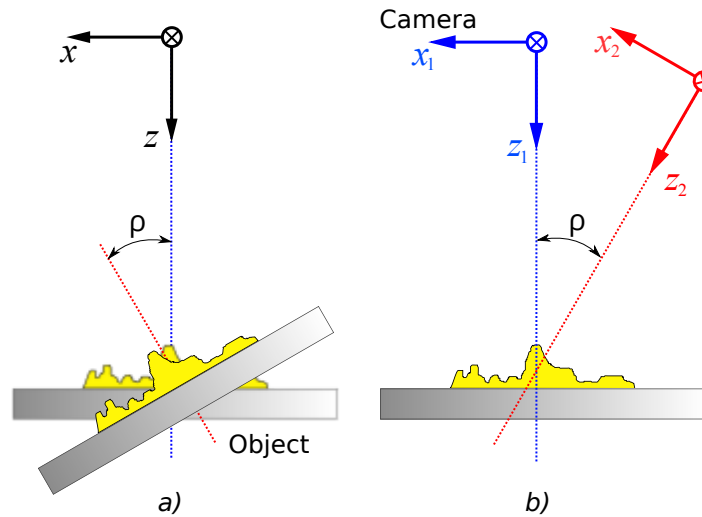 Camera
x
x₁
x₂
z
z₁
z₂
ρ
ρ
Object
a)
b)